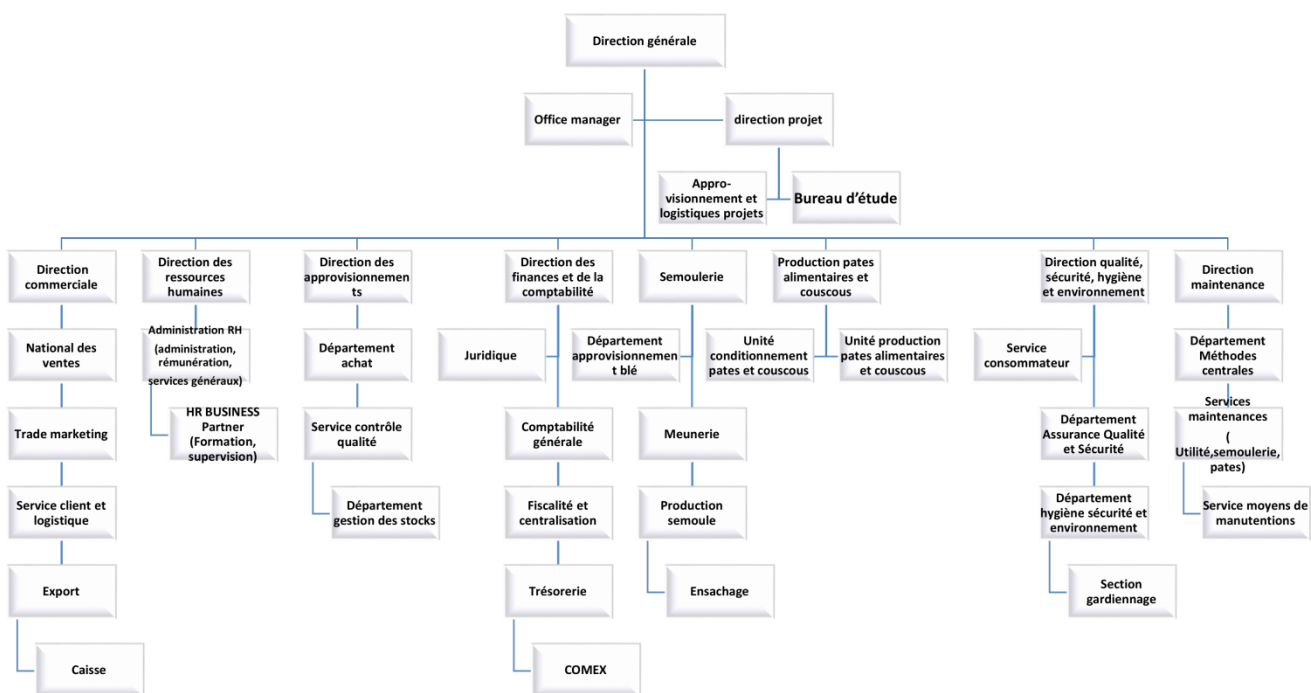 Direction générale
Office manager
direction projet
Appro-
visionnement et
logistiques projets
Bureau d’étude
Direction
commerciale
Direction des
ressources
humaines
Direction des
approvisionnemen
ts
Direction des
finances et de la
comptabilité
Semoulerie
Production pates
alimentaires et
couscous
Direction qualité,
sécurité, hygiène
et environnement
Direction
maintenance
National des
ventes
Administration RH
(administration,
rémunération,
services généraux)
Département
achat
Juridique
Département
approvisionnemen
t blé
Unité
conditionnement
pates et couscous
Unité production
pates alimentaires
et couscous
Service
consommateur
Département
Méthodes
centrales
Trade marketing
HR BUSINESS
Partner
(Formation,
supervision)
Service contrôle
qualité
Comptabilité
générale
Meunerie
Département
Assurance Qualité
et Sécurité
Services
maintenances
(
Utilité,semoulerie,
pates)
Service client et
logistique
Département
gestion des stocks
Fiscalité et
centralisation
Production
semoule
Département
hygiène sécurité et
environnement
Service moyens de
manutentions
Export
Trésorerie
Ensachage
Section
gardiennage
Caisse
COMEX